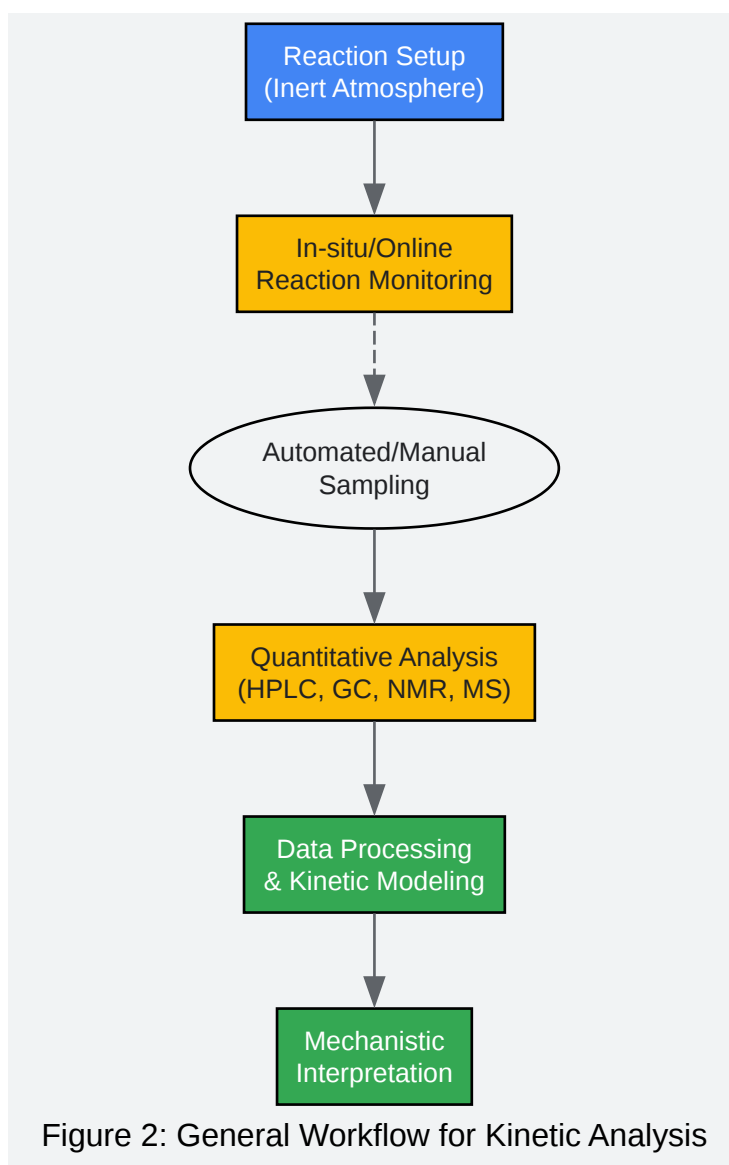 Reaction Setup
(Inert Atmosphere)
In-situ/Online
Reaction Monitoring
Automated/Manual
Sampling
Quantitative Analysis
(HPLC, GC, NMR, MS)
Data Processing
& Kinetic Modeling
Mechanistic
Interpretation
Figure 2: General Workflow for Kinetic Analysis